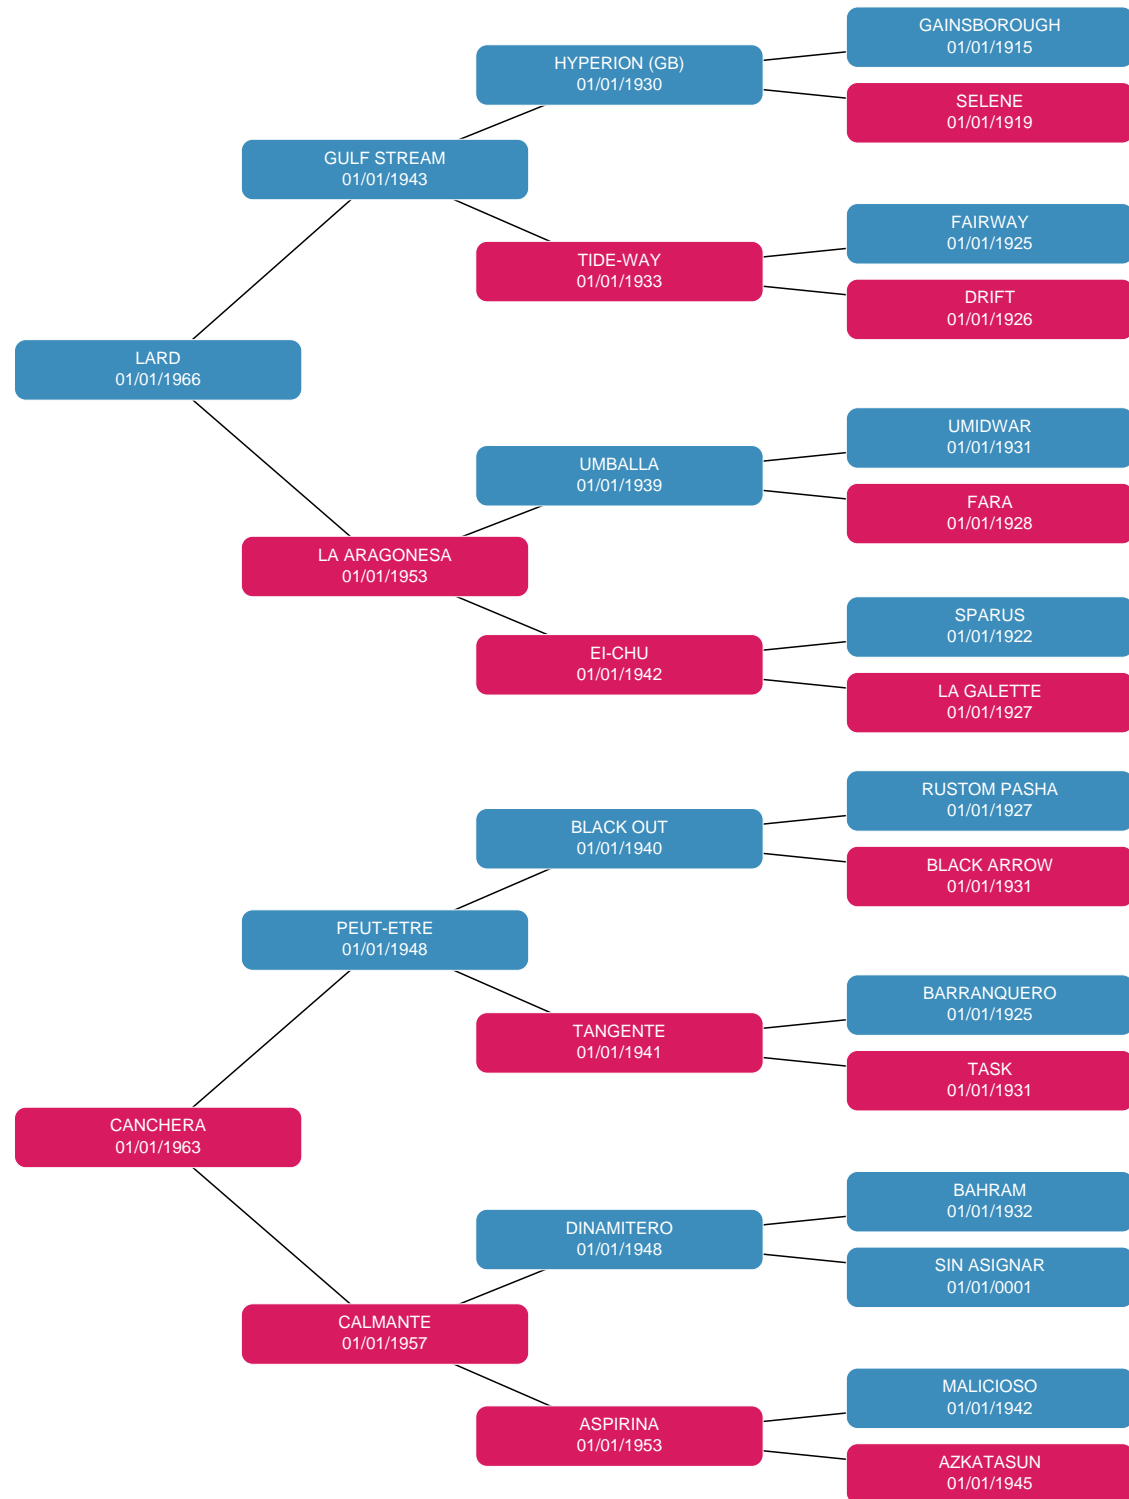 GAINSBOROUGH
01/01/1915
HYPERION (GB)
01/01/1930
SELENE
01/01/1919
GULF STREAM
01/01/1943
FAIRWAY
01/01/1925
TIDE-WAY
01/01/1933
DRIFT
01/01/1926
LARD
01/01/1966
UMIDWAR
01/01/1931
UMBALLA
01/01/1939
FARA
01/01/1928
LA ARAGONESA
01/01/1953
SPARUS
01/01/1922
EI-CHU
01/01/1942
LA GALETTE
01/01/1927
RUSTOM PASHA
01/01/1927
BLACK OUT
01/01/1940
BLACK ARROW
01/01/1931
PEUT-ETRE
01/01/1948
BARRANQUERO
01/01/1925
TANGENTE
01/01/1941
TASK
01/01/1931
CANCHERA
01/01/1963
BAHRAM
01/01/1932
DINAMITERO
01/01/1948
SIN ASIGNAR
01/01/0001
CALMANTE
01/01/1957
MALICIOSO
01/01/1942
ASPIRINA
01/01/1953
AZKATASUN
01/01/1945